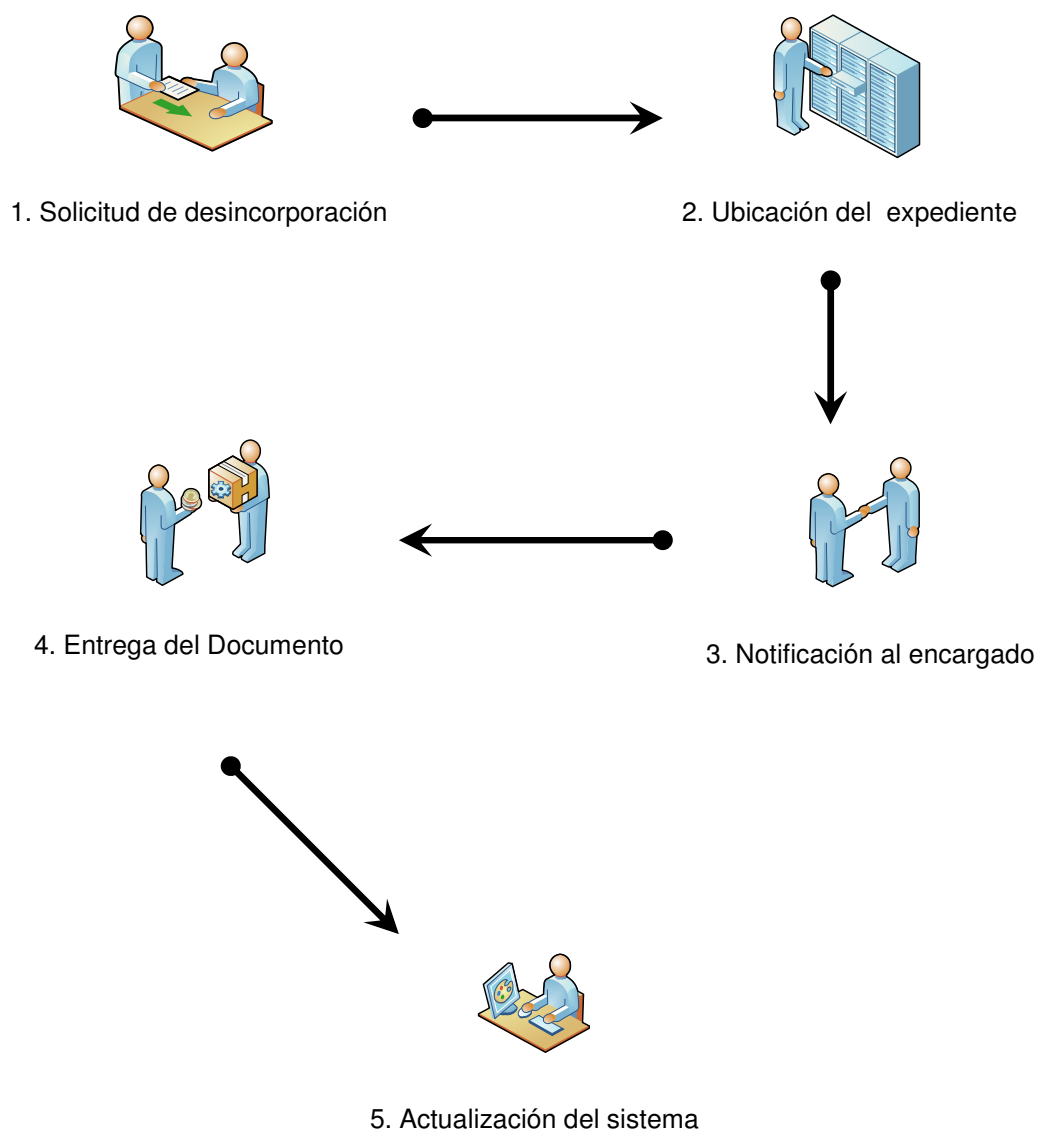 1. Solicitud de desincorporación
2. Ubicación del  expediente
3. Notificación al encargado
4. Entrega del Documento
5. Actualización del sistema